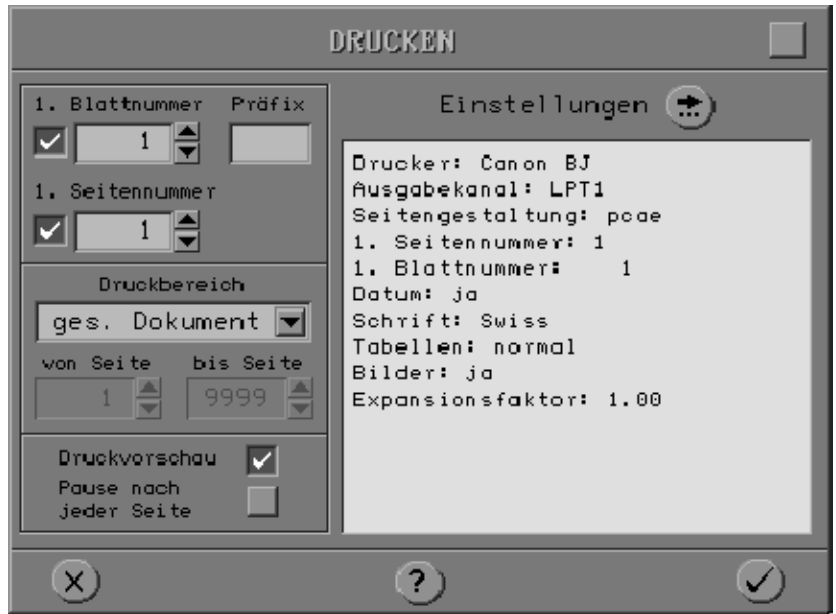 DRUCKEN
1. Blattnummer Präfix
1
1. Seitennummer
1
Druckbereich
ges. Dokument
von Seite bis Seite
1 9999
Druckvorschau
Pause nach
jeder Seite
Einstellungen
Drucker: Canon BJ
Ausgabekanal: LPT1
Seitengestaltung: pcae
1. Seitennummer: 1
1. Blattnummer: 1
Datum: ja
Schrift: Swiss
Tabellen: normal
Bilder: ja
Expansionsfaktor: 1.00
?